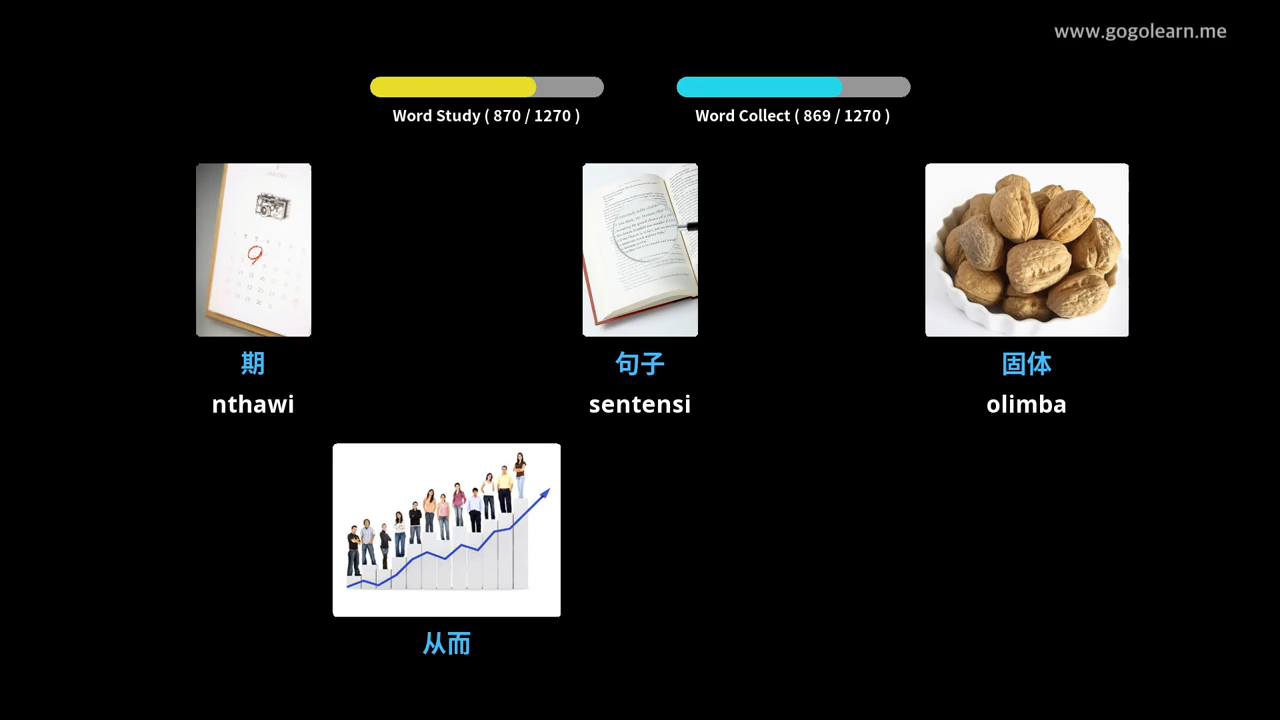 www.gogolearn.me
Word Study ( 870 / 1270 )
Word Collect ( 869 / 1270 )
期
nthawi
句子
sentensi
固体
olimba
从而